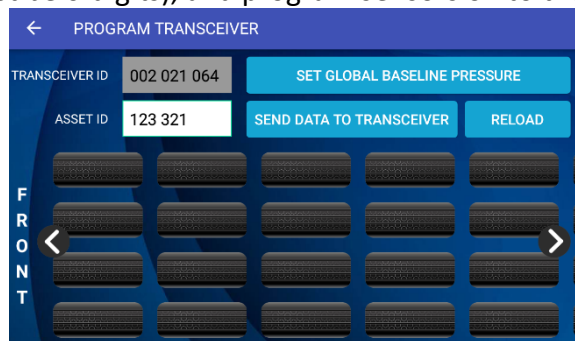 PROGRAM TRANSCEIVER
TRANSCEIVER ID 002 021 064 SET GLOBAL BASELINE PRESSURE
ASSET ID 123 321 SEND DATA TO TRANSCEIVER RELOAD
F
R
O
N
T